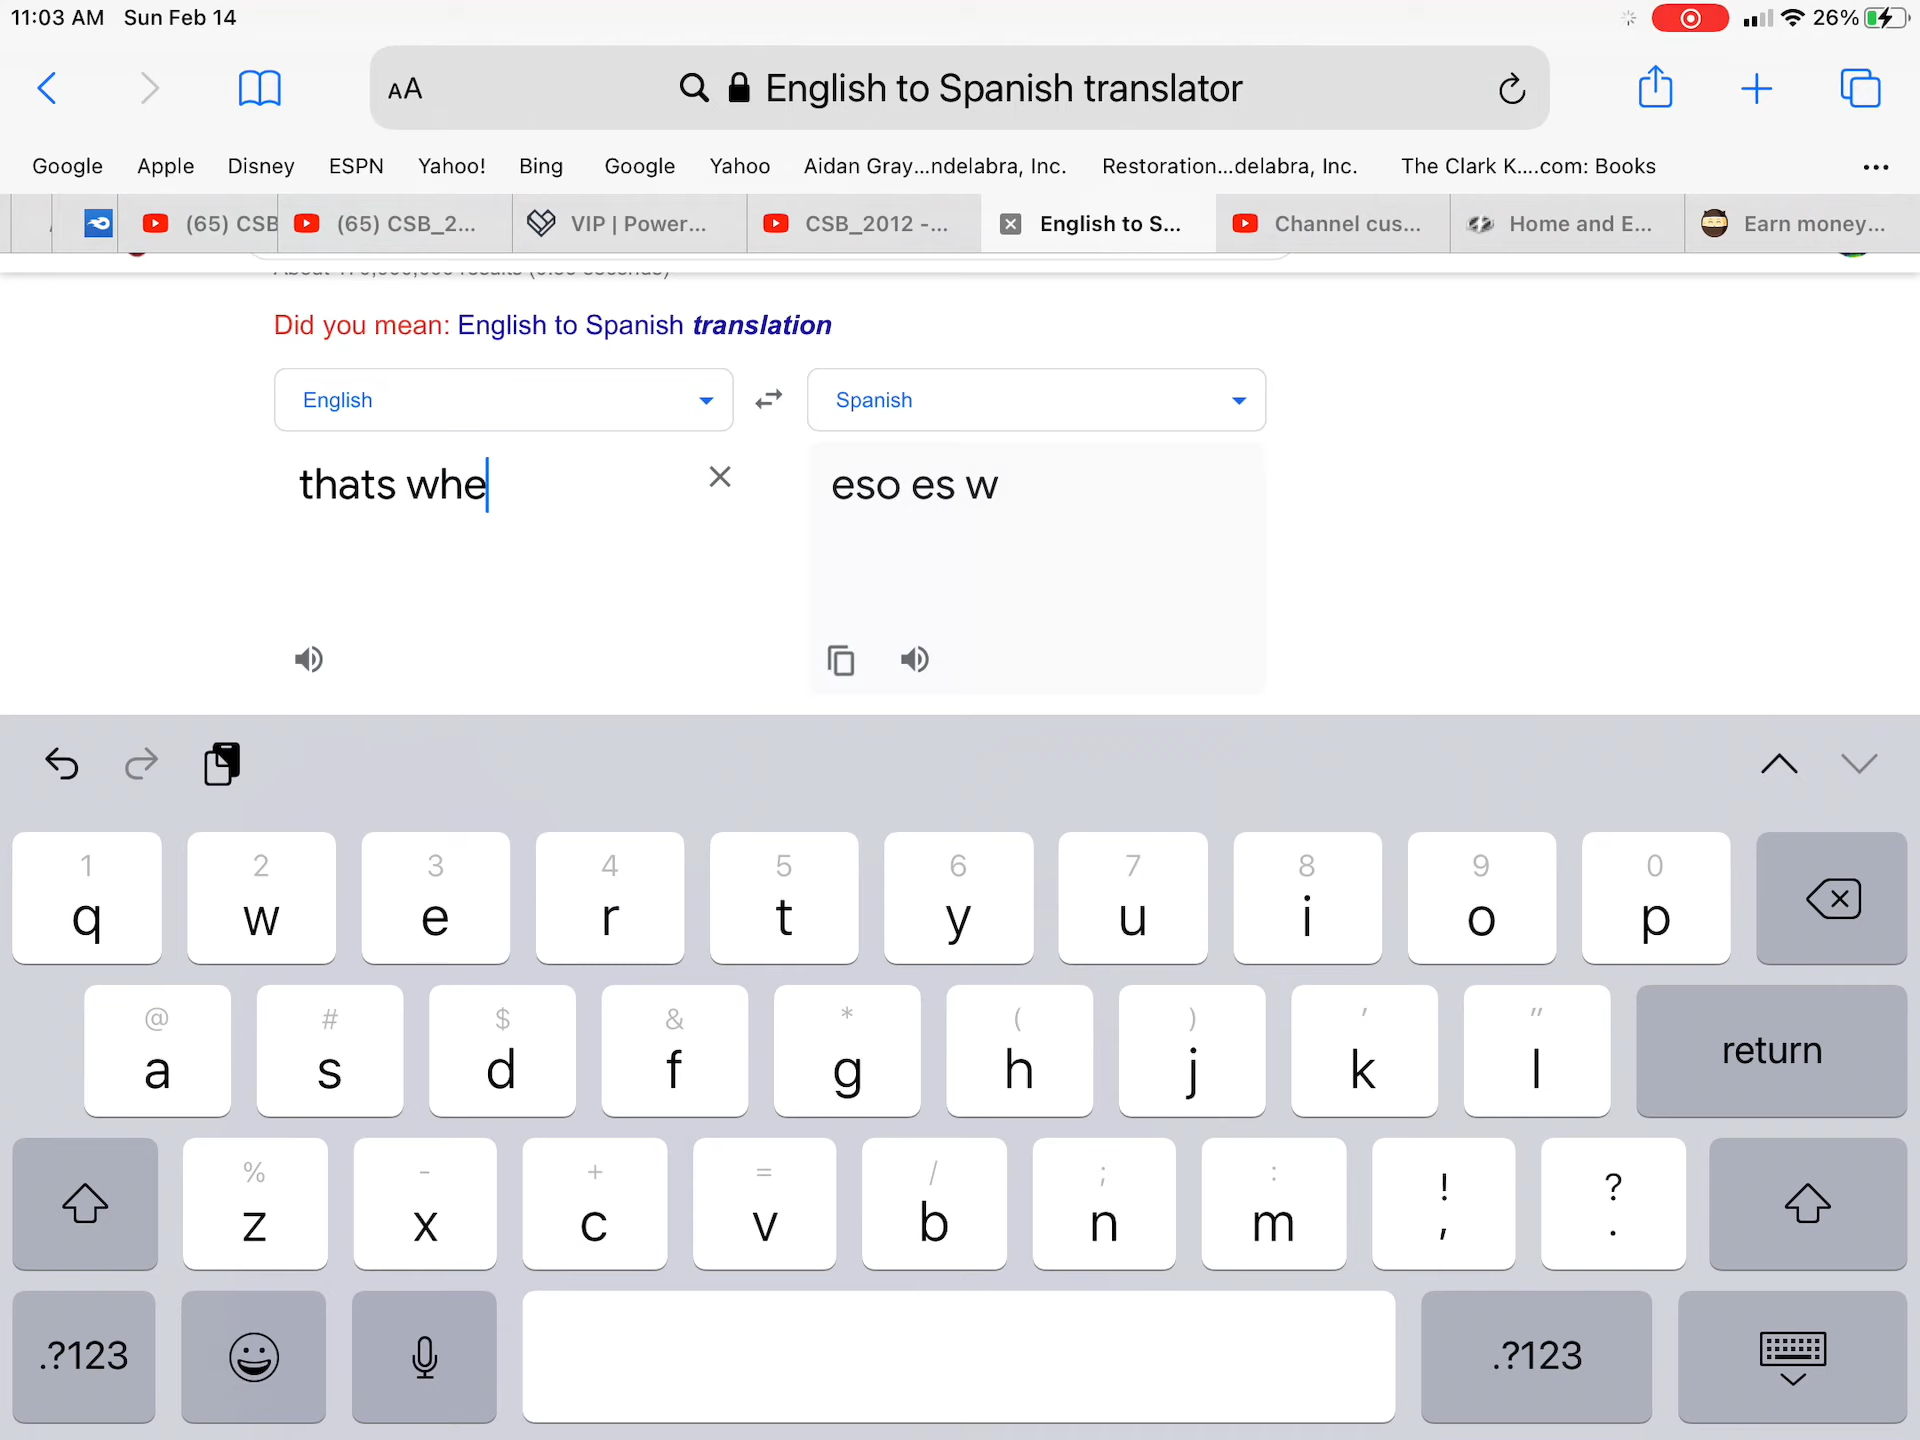 11:03 AM Sun Feb 14 26%
AA English to Spanish translator
Google Apple Disney ESPN Yahoo! Bing Google Yahoo Aidan Gray...ndelabra, Inc. Restoration...delabra, Inc. The Clark K....com: Books
(65) CSB (65) CSB_2... VIP | Power... CSB_2012 -... English to S... Channel cus... Home and E... Earn money...
Did you mean: English to Spanish translation
English Spanish
thats whe eso es w
1 2 3 4 5 6 7 8 9 0
q w e r t y u i o p
@ # $ & * ( ) ' "
a s d f g h j k l return
% - + = / ; : ! ?
z x c v b n m , .
.?123 .?123